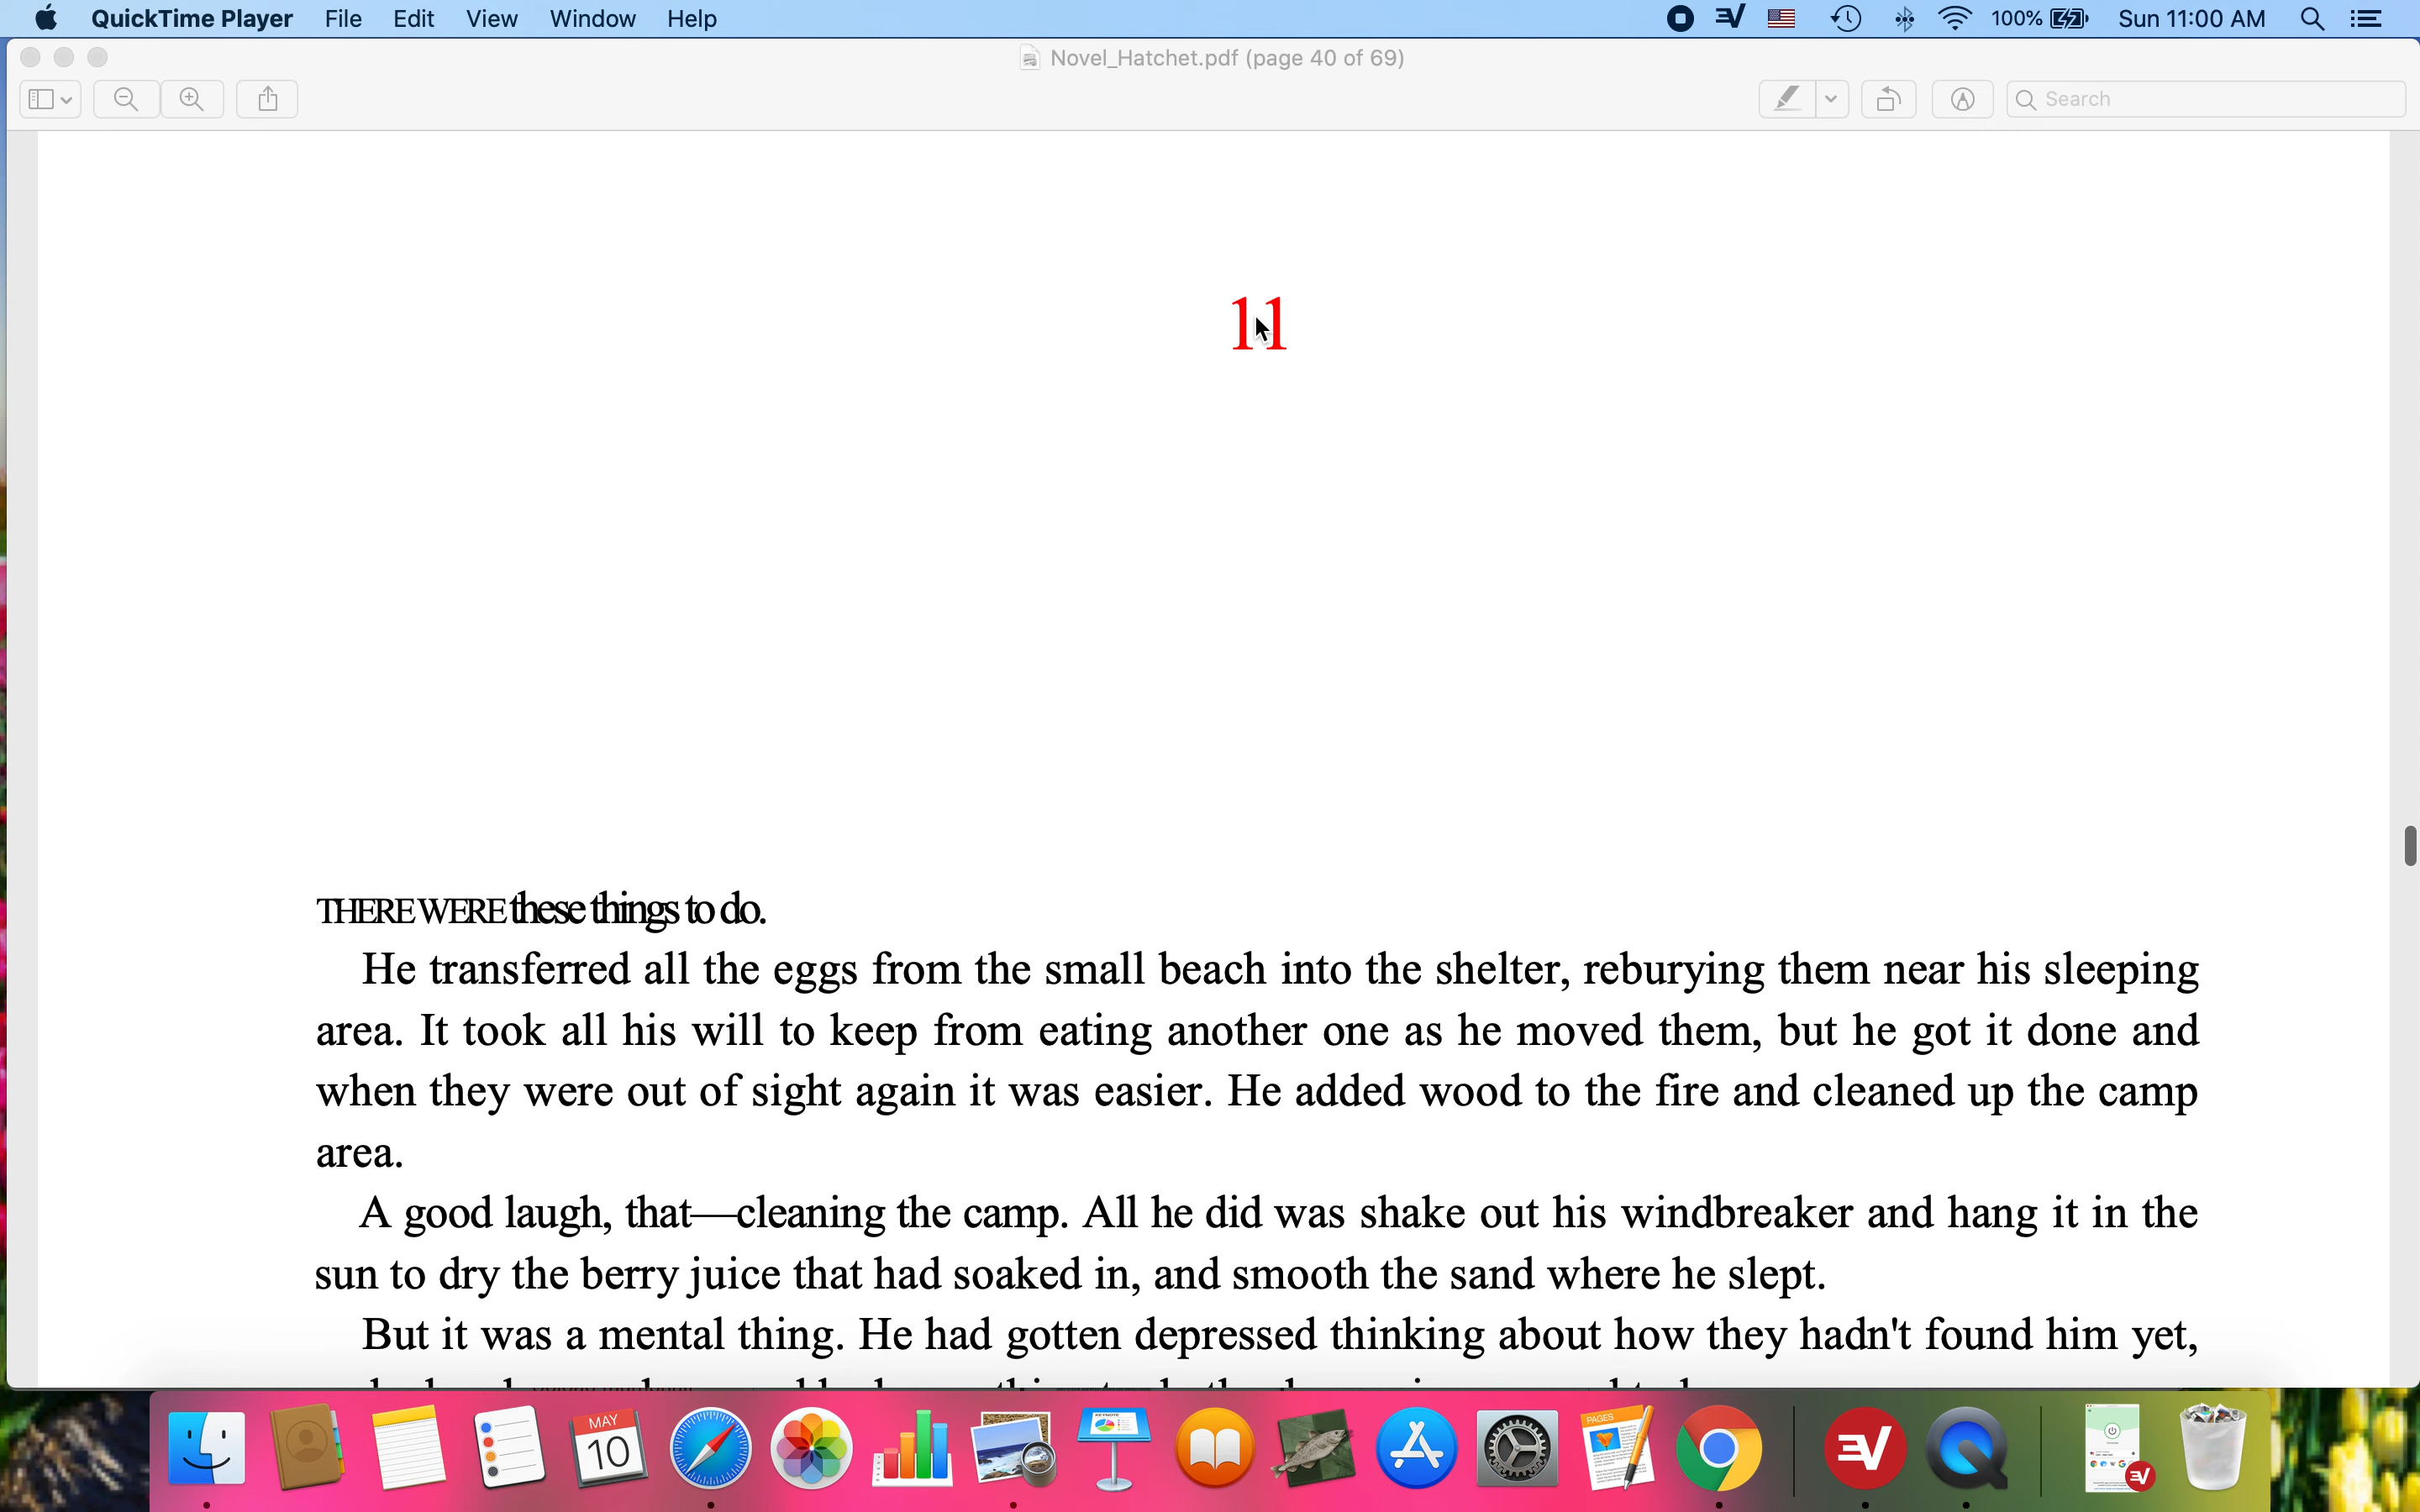 QuickTime Player File Edit View Window Help 100% Sun 11:00 AM
Novel_Hatchet.pdf (page 40 of 69)
Search
11
THERE WERE these things to do.
He transferred all the eggs from the small beach into the shelter, reburying them near his sleeping
area. It took all his will to keep from eating another one as he moved them, but he got it done and
when they were out of sight again it was easier. He added wood to the fire and cleaned up the camp
area.
A good laugh, that—cleaning the camp. All he did was shake out his windbreaker and hang it in the
sun to dry the berry juice that had soaked in, and smooth the sand where he slept.
But it was a mental thing. He had gotten depressed thinking about how they hadn't found him yet,
MAY
10
KEYNOTE
PAGES